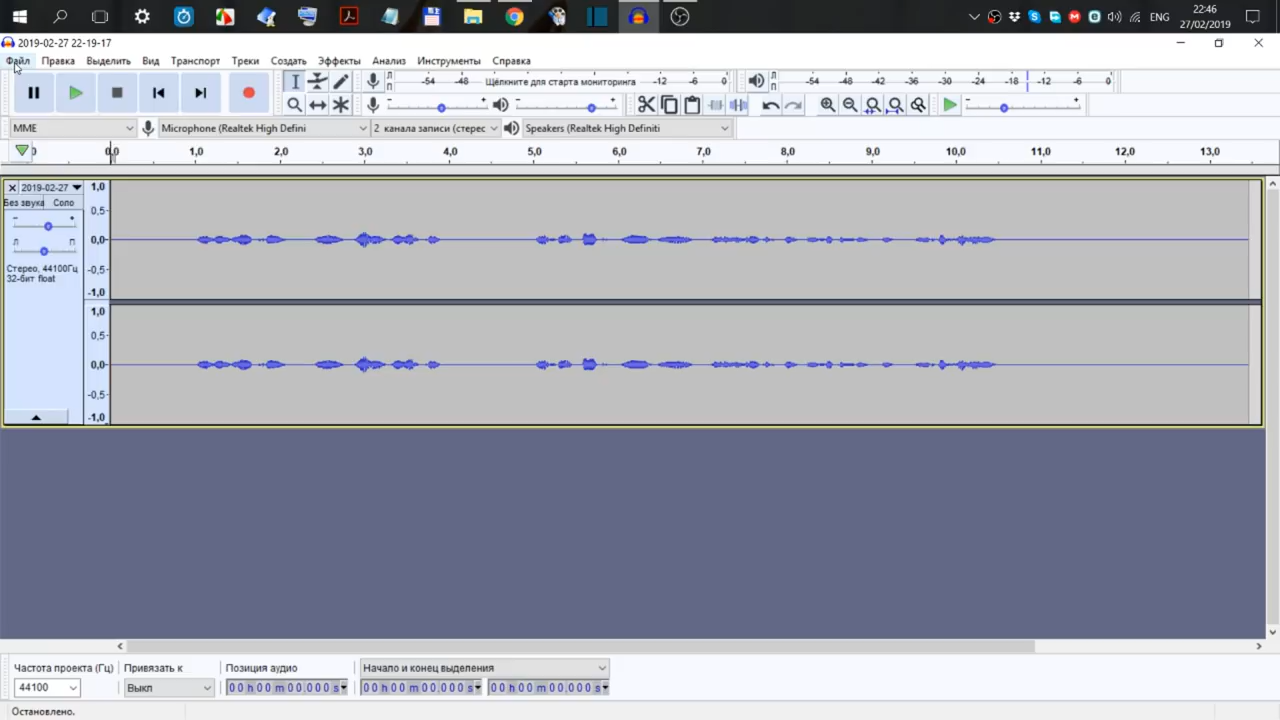 22:46
ENG
27/02/2019
2019-02-27 22-19-17
Файл Правка Выделить Вид Транспорт Треки Создать Эффекты Анализ Инструменты Справка
-54 -48 Щёлкните для старта мониторинга -12 -6 0
-54 -48 -42 -36 -30 -24 -18 -12 -6 0
MME
Microphone (Realtek High Defini
2 канала записи (стерес
Speakers (Realtek High Definiti
0,0 1,0 2,0 3,0 4,0 5,0 6,0 7,0 8,0 9,0 10,0 11,0 12,0 13,0
2019-02-27
Без звука Соло
Л П
Стерео, 44100Гц
32-бит float
1,0
0,5
0,0
-0,5
-1,0
1,0
0,5
0,0
-0,5
-1,0
Частота проекта (Гц) Привязать к Позиция аудио Начало и конец выделения
44100 Выкл 00 h 00 m 00.000 s 00 h 00 m 00.000 s 00 h 00 m 00.000 s
Остановлено.